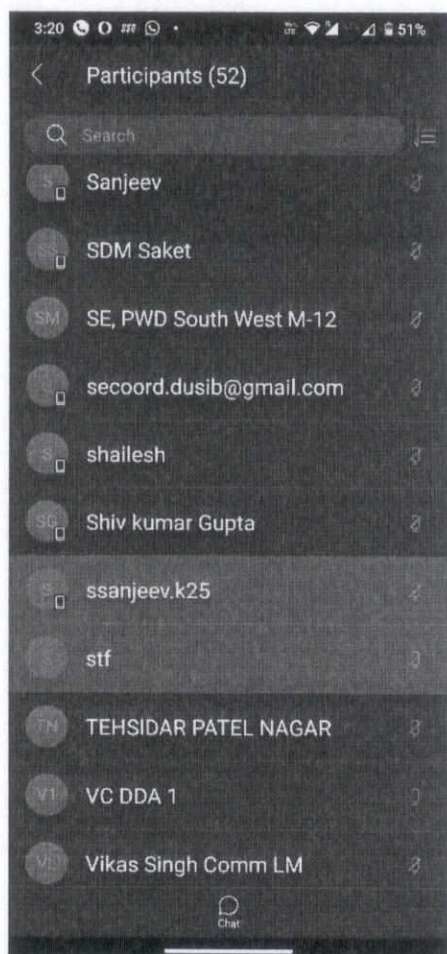 3:20 51%
Participants (52)
Search
S Sanjeev
SS SDM Saket
SM SE, PWD South West M-12
secoord.dusib@gmail.com
S shailesh
SG Shiv kumar Gupta
S ssanjeev.k25
stf
TN TEHSIDAR PATEL NAGAR
V1 VC DDA 1
Vikas Singh Comm LM
Chat